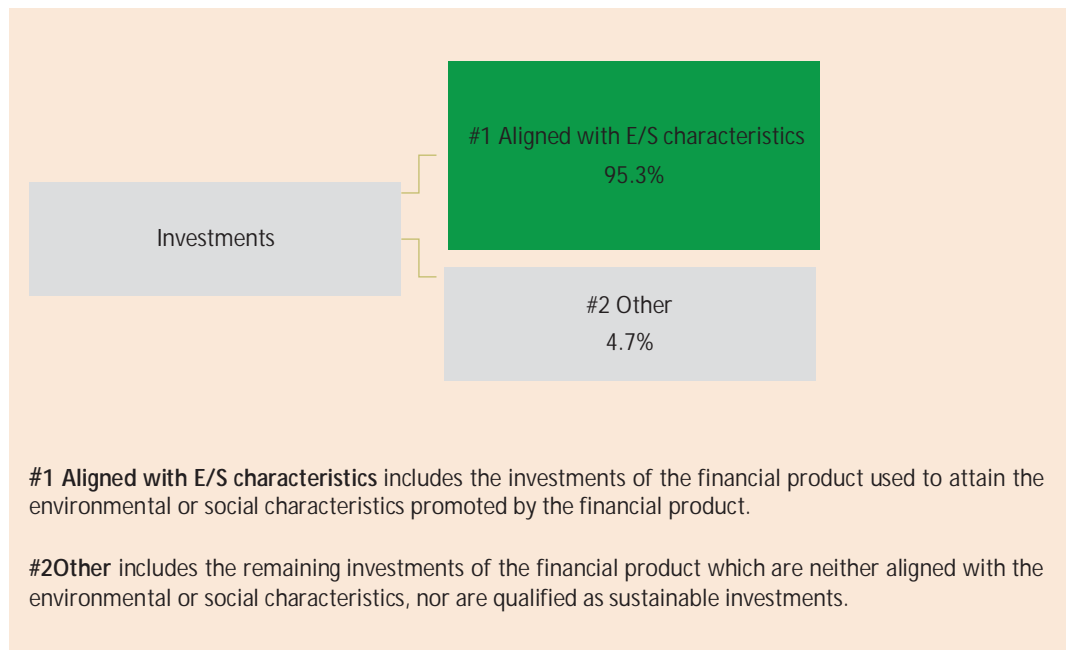 #1 Aligned with E/S characteristics
95.3%
Investments
#2 Other
4.7%
#1 Aligned with E/S characteristics includes the investments of the financial product used to attain the
environmental or social characteristics promoted by the financial product.
#2Other includes the remaining investments of the financial product which are neither aligned with the
environmental or social characteristics, nor are qualified as sustainable investments.